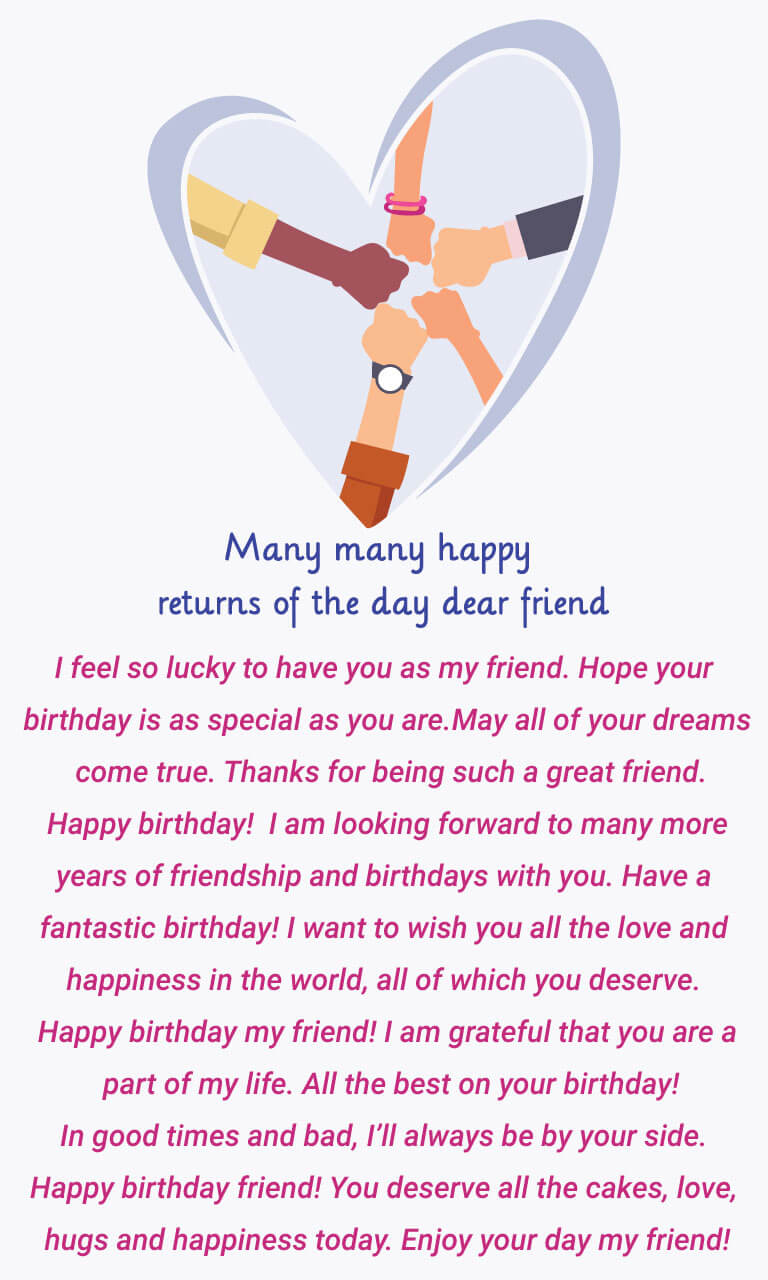 Many many happy
returns of the day dear friend
I feel so lucky to have you as my friend. Hope your
birthday is as special as you are.May all of your dreams
come true. Thanks for being such a great friend.
Happy birthday!  I am looking forward to many more
years of friendship and birthdays with you. Have a
fantastic birthday! I want to wish you all the love and
happiness in the world, all of which you deserve.
Happy birthday my friend! I am grateful that you are a
part of my life. All the best on your birthday!
In good times and bad, I’ll always be by your side.
Happy birthday friend! You deserve all the cakes, love,
hugs and happiness today. Enjoy your day my friend!